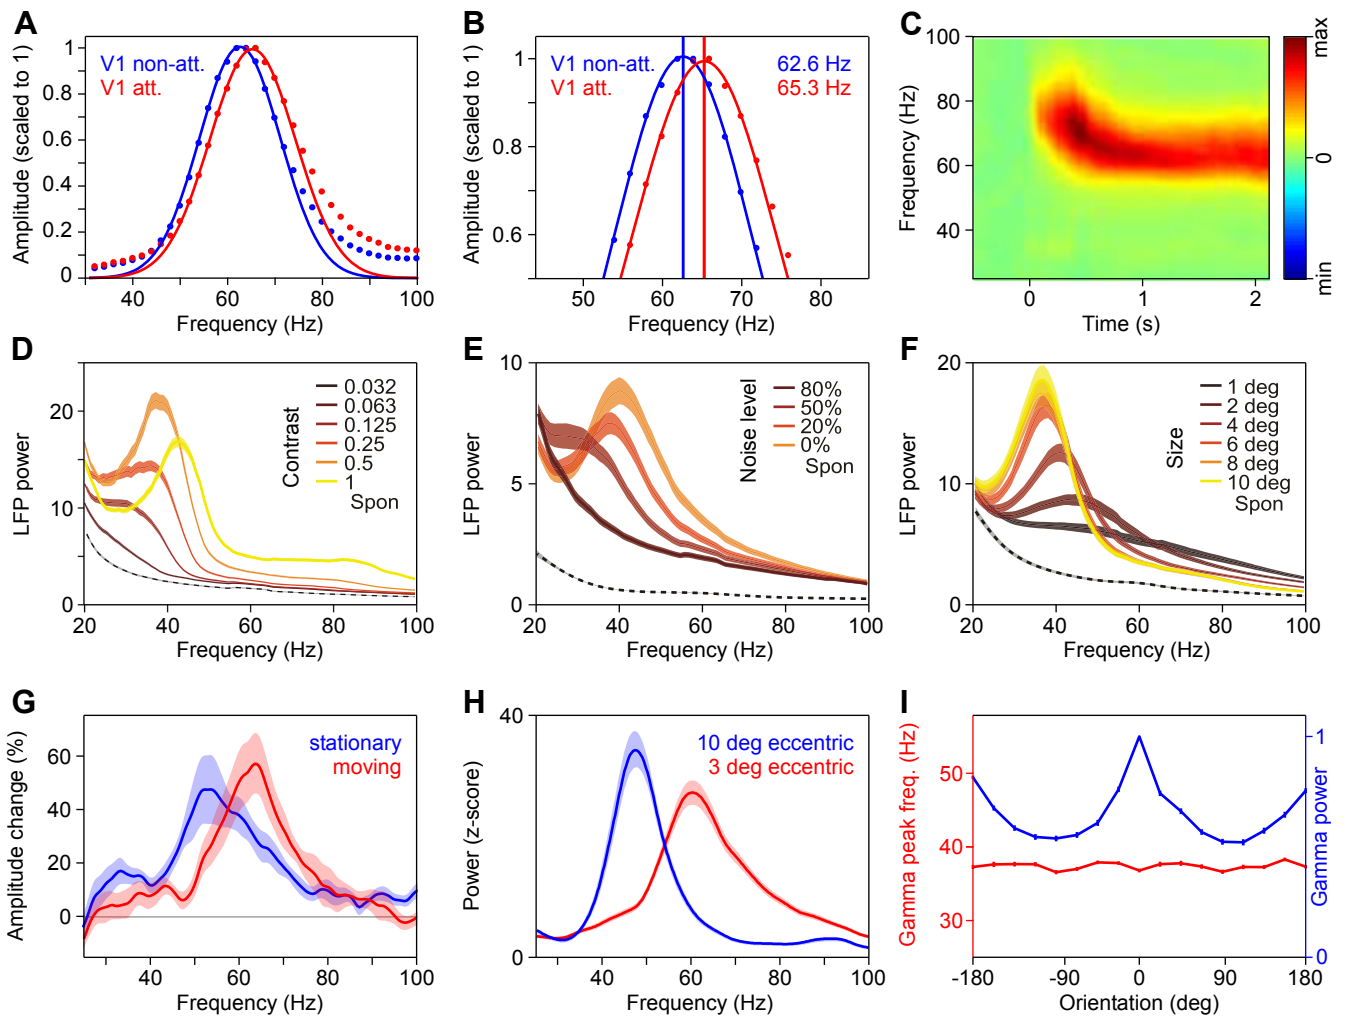 A
Amplitude (scaled to 1)
1
0.8
0.6
0.4
0.2
0
V1 non-att.
V1 att.
40
60
80
100
Frequency (Hz)
B
Amplitude (scaled to 1)
1
0.8
0.6
V1 non-att.
62.6 Hz
V1 att.
65.3 Hz
50
60
70
80
Frequency (Hz)
C
Frequency (Hz)
100
80
60
40
0
1
2
Time (s)
max
0
min
D
LFP power
20
10
0
Contrast
0.032
0.063
0.125
0.25
0.5
1
Spon
20
40
60
80
100
Frequency (Hz)
E
LFP power
10
5
0
Noise level
80%
50%
20%
0%
Spon
20
40
60
80
100
Frequency (Hz)
F
LFP power
20
10
0
Size
1 deg
2 deg
4 deg
6 deg
8 deg
10 deg
Spon
20
40
60
80
100
Frequency (Hz)
G
Amplitude change (%)
60
40
20
0
stationary
moving
40
60
80
100
Frequency (Hz)
H
Power (z-score)
40
0
10 deg eccentric
3 deg eccentric
40
60
80
100
Frequency (Hz)
I
Gamma peak freq. (Hz)
50
40
30
1
0
Gamma power
-180
-90
0
90
180
Orientation (deg)